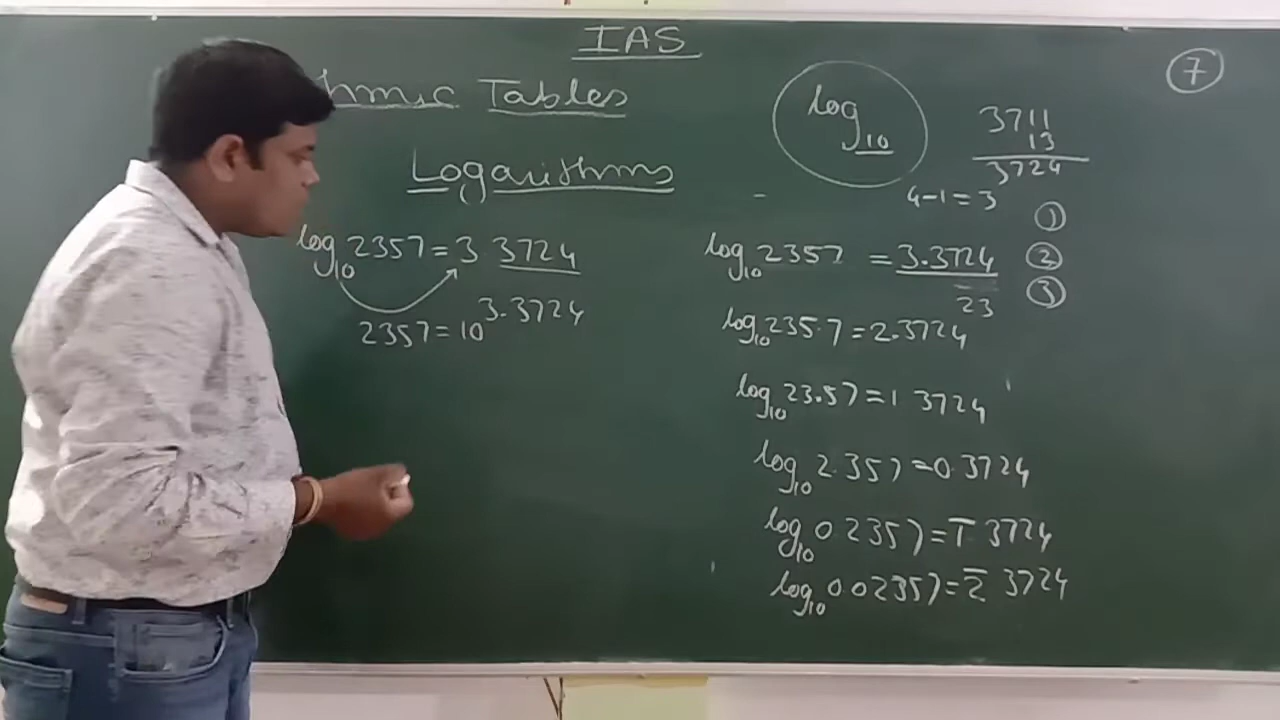 IAS
hmic Tables
Logarithms
log₁₀ 2357 = 3 3724
2357 = 10^3.3724
log₁₀
7
3711
13
3724
4-1 = 3
log₁₀ 2357 = 3.3724
23
1
2
3
log₁₀ 235.7 = 2.3724
log₁₀ 23.57 = 1 3724
log₁₀ 2.357 = 0.3724
log₁₀ 0 2357 = 1̅ 3724
log₁₀ 0 02357 = 2̅ 3724